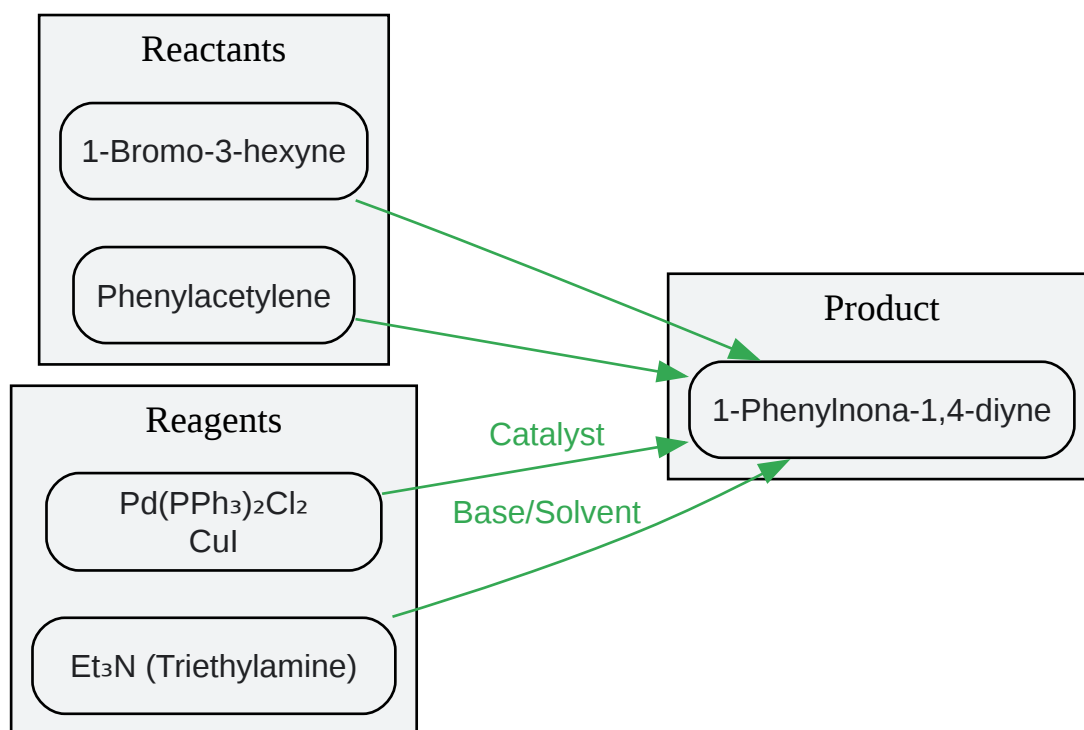 Reactants
1-Bromo-3-hexyne
Phenylacetylene
Reagents
Pd(PPh₃)₂Cl₂
CuI
Et₃N (Triethylamine)
Catalyst
Base/Solvent
Product
1-Phenylnona-1,4-diyne